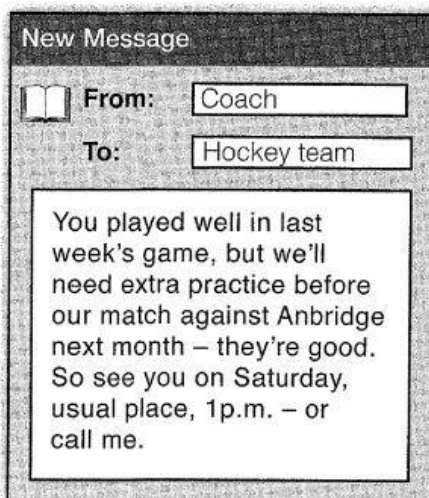 New Message
From: Coach
To: Hockey team
You played well in last
week's game, but we'll
need extra practice before
our match against Anbridge
next month – they're good.
So see you on Saturday,
usual place, 1p.m. – or
call me.